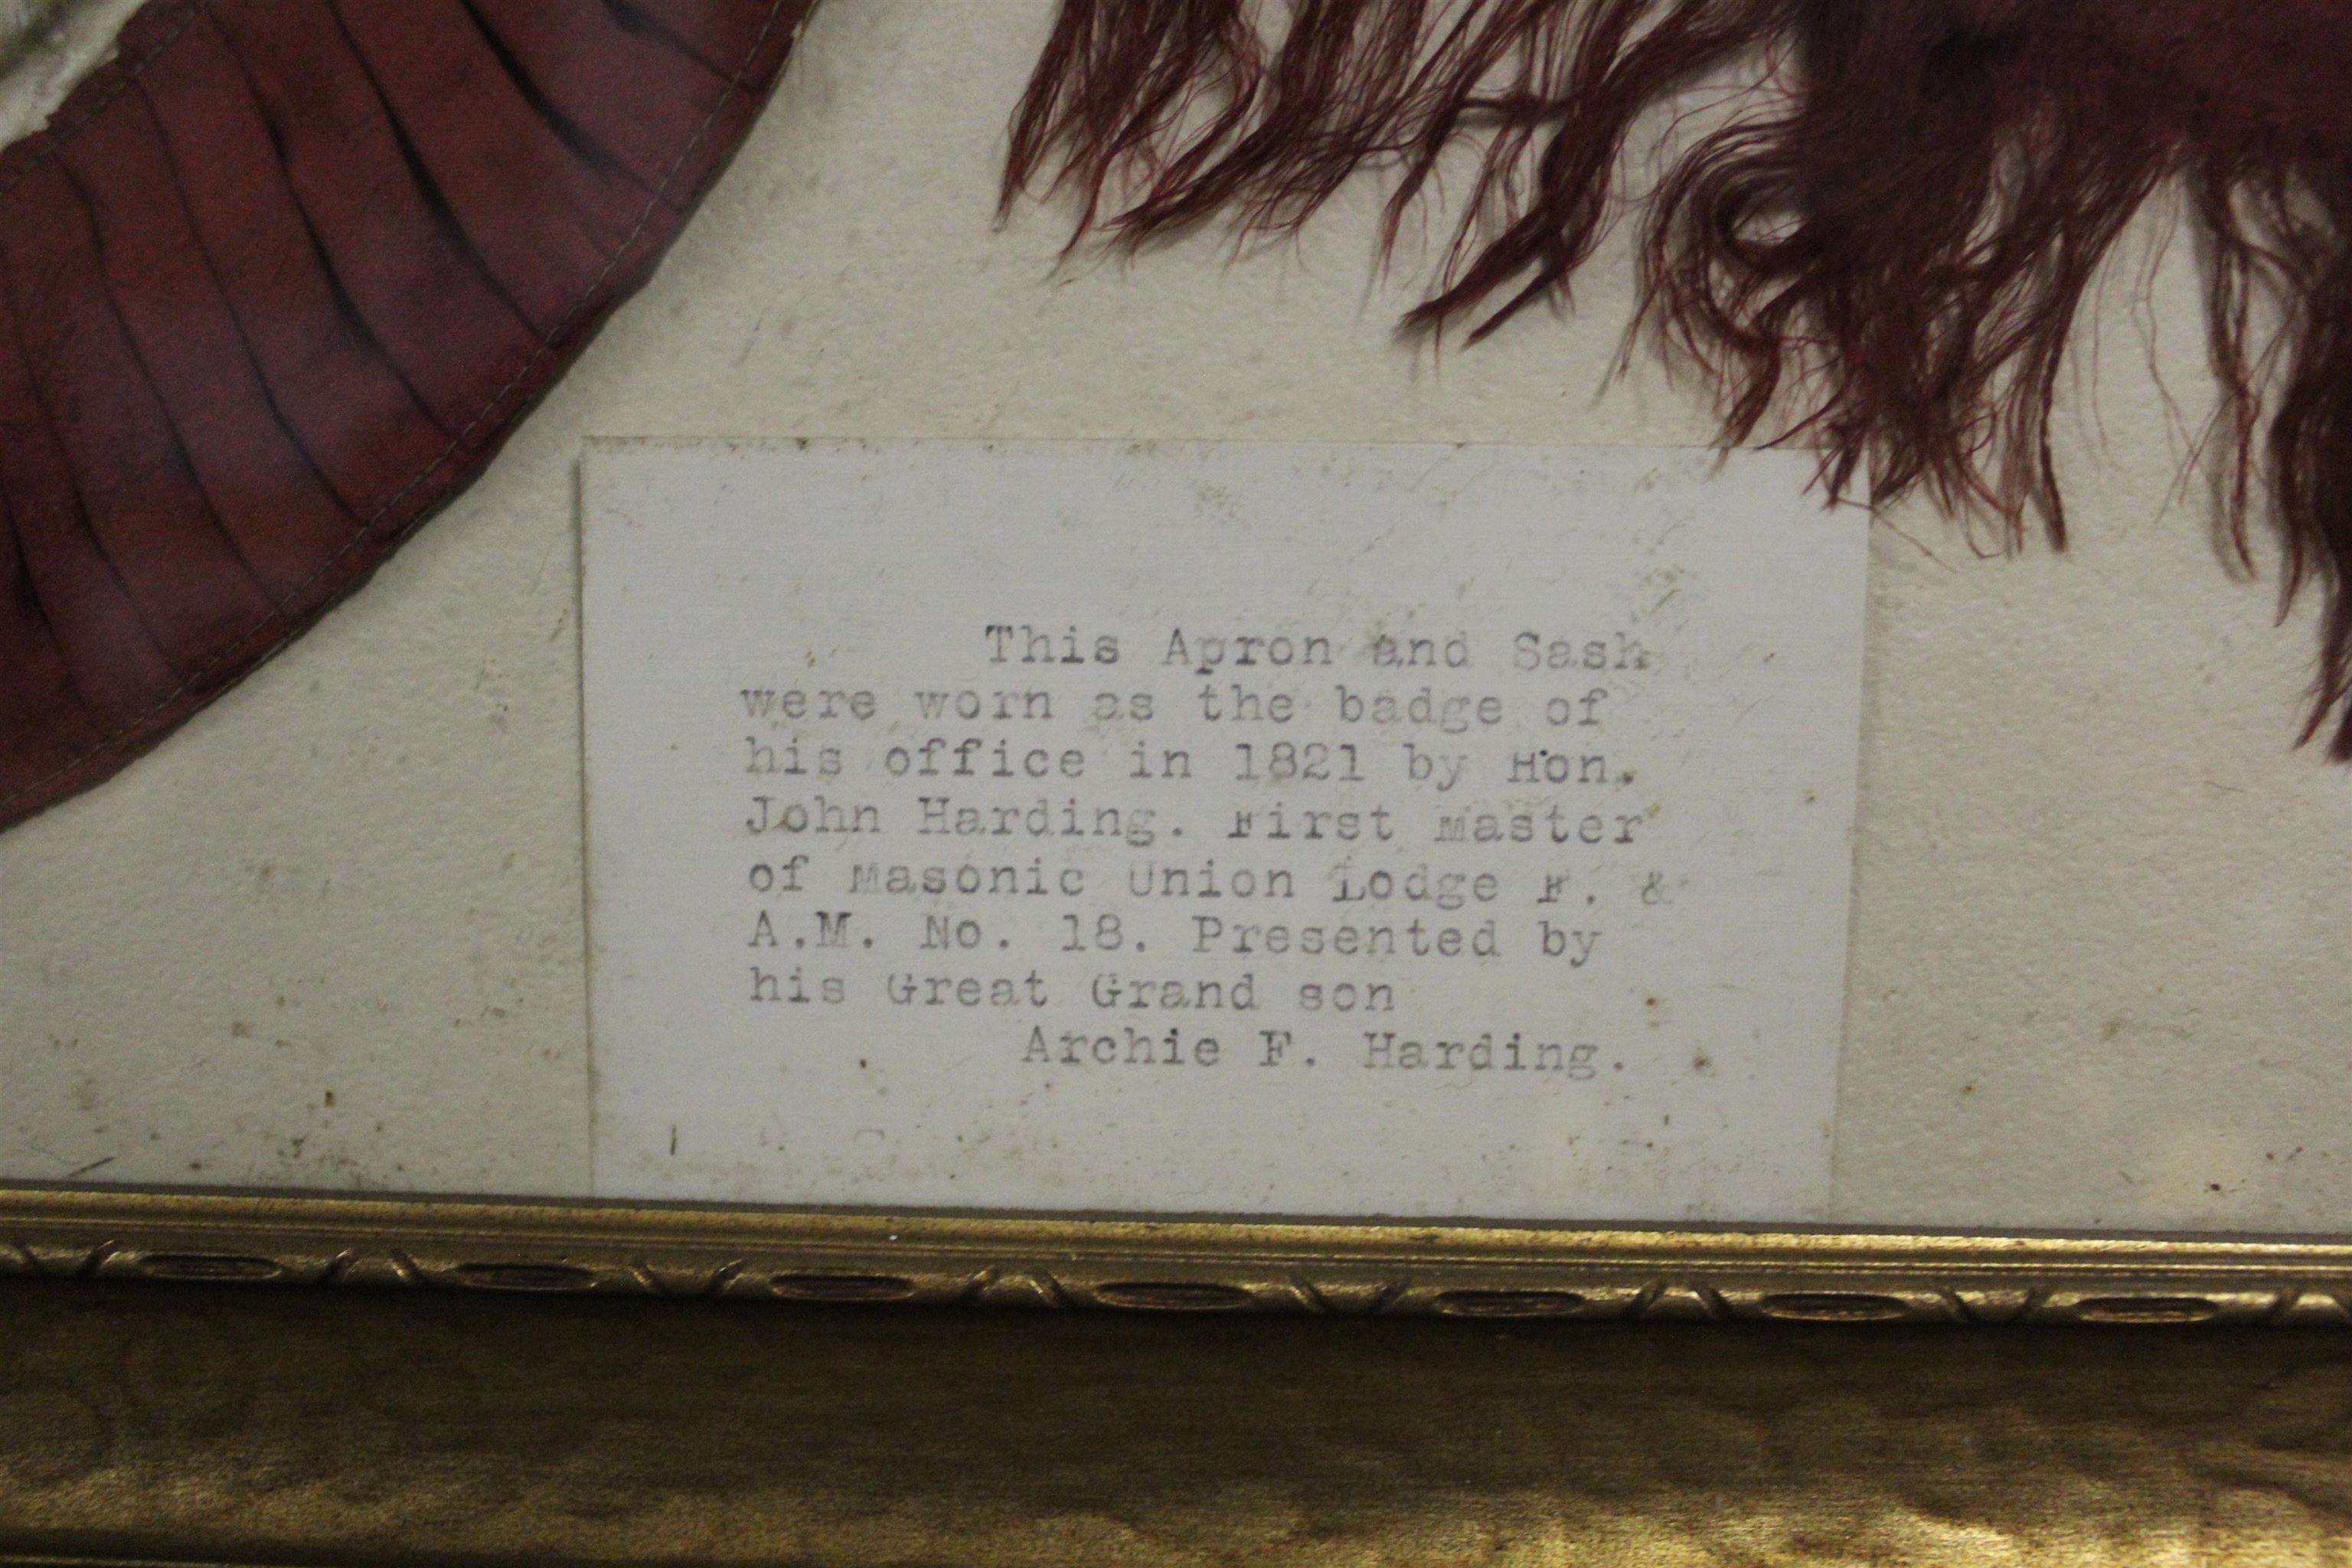 This Apron and Sash
were worn as the badge of
his office in 1821 by Hon.
John Harding. First Master
of Masonic Union Lodge F. &
A.M. No. 18. Presented by
his Great Grand son
Archie F. Harding.